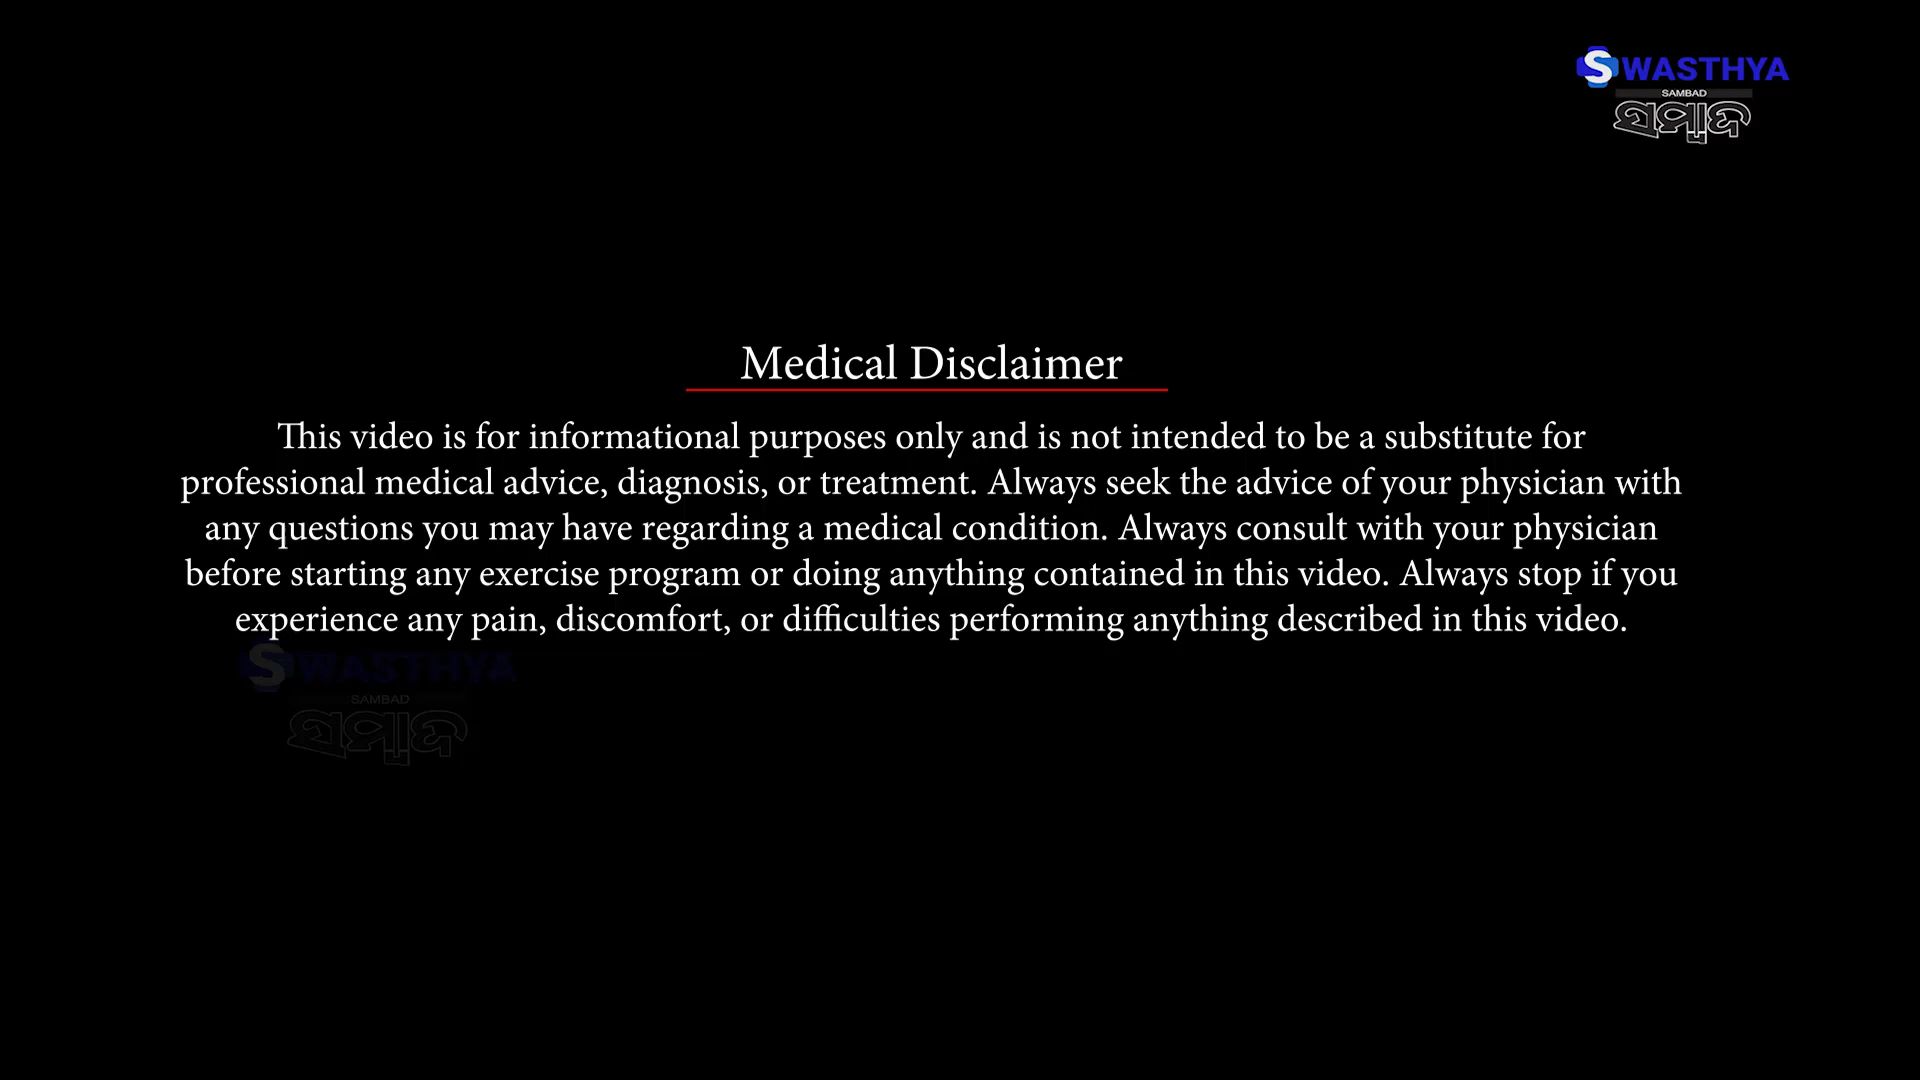 SWASTHYA
SAMBAD
ସମ୍ବାଦ
Medical Disclaimer
This video is for informational purposes only and is not intended to be a substitute for
professional medical advice, diagnosis, or treatment. Always seek the advice of your physician with
any questions you may have regarding a medical condition. Always consult with your physician
before starting any exercise program or doing anything contained in this video. Always stop if you
experience any pain, discomfort, or difficulties performing anything described in this video.
SWASTHYA
SAMBAD
ସମ୍ବାଦ